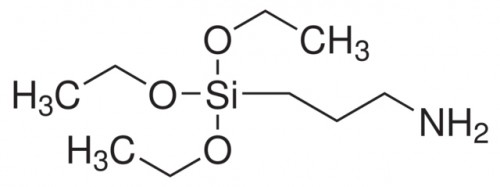 O CH₃
O Si
H₃C NH₂
H₃C O